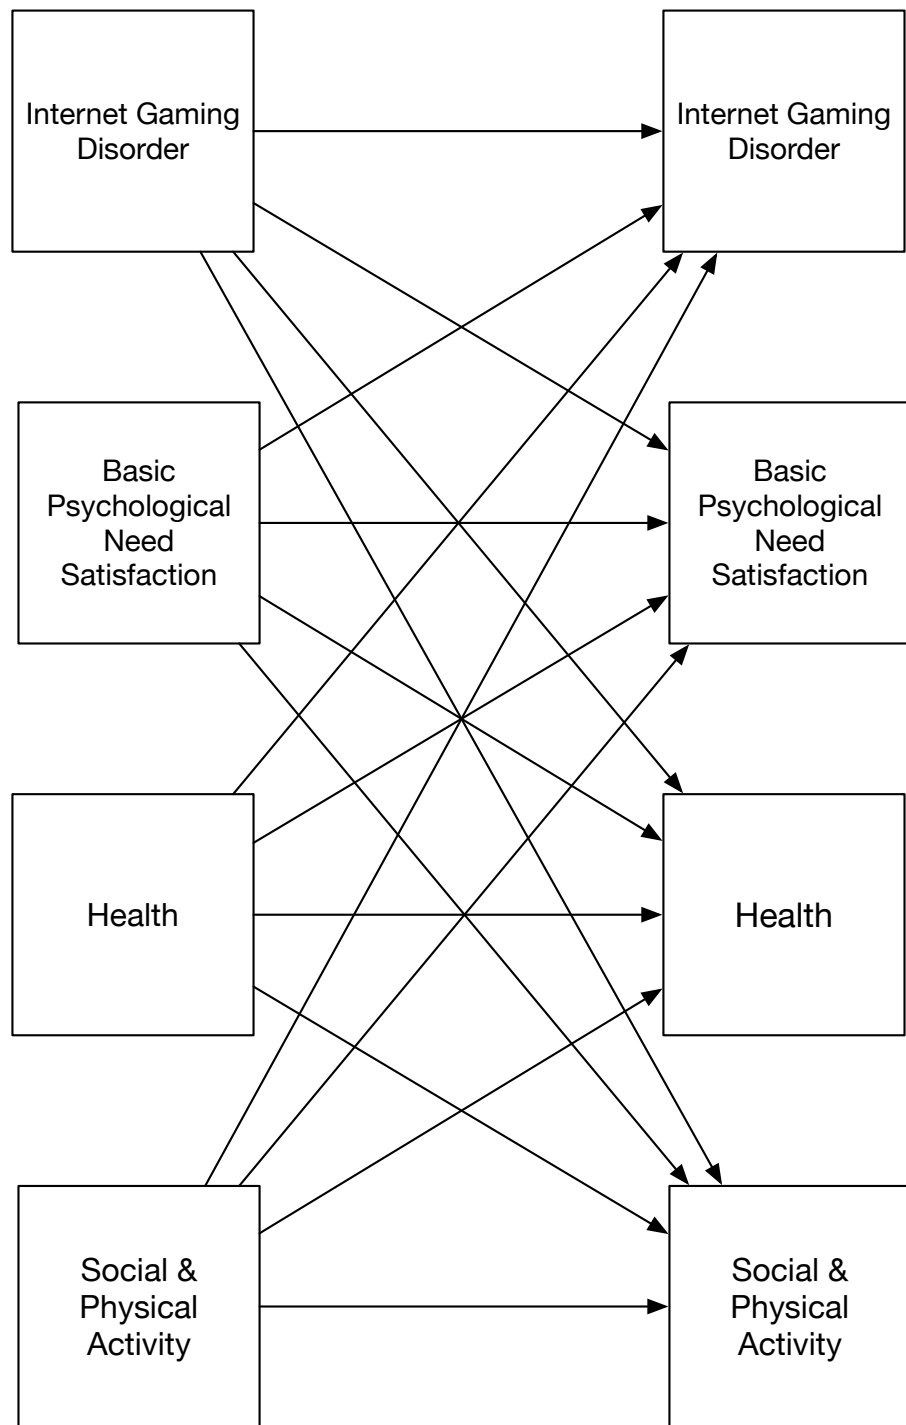 Internet Gaming
Disorder
Internet Gaming
Disorder
Basic
Psychological
Need
Satisfaction
Basic
Psychological
Need
Satisfaction
Health
Health
Social &
Physical
Activity
Social &
Physical
Activity